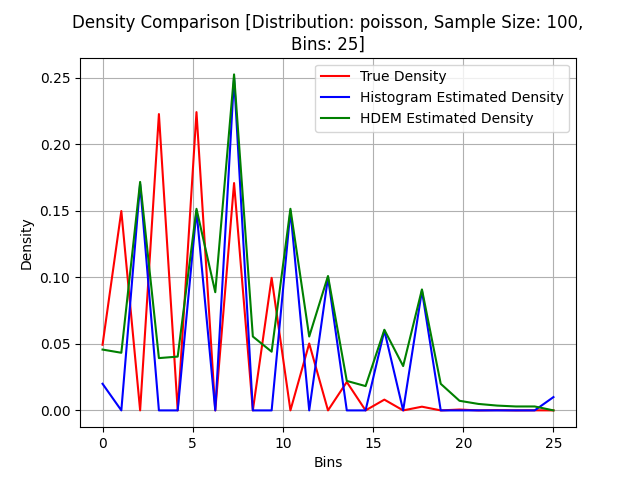 Density Comparison [Distribution: poisson, Sample Size: 100,
Bins: 25]
True Density
Histogram Estimated Density
HDEM Estimated Density
Density
0.25
0.20
0.15
0.10
0.05
0.00
0 5 10 15 20 25
Bins